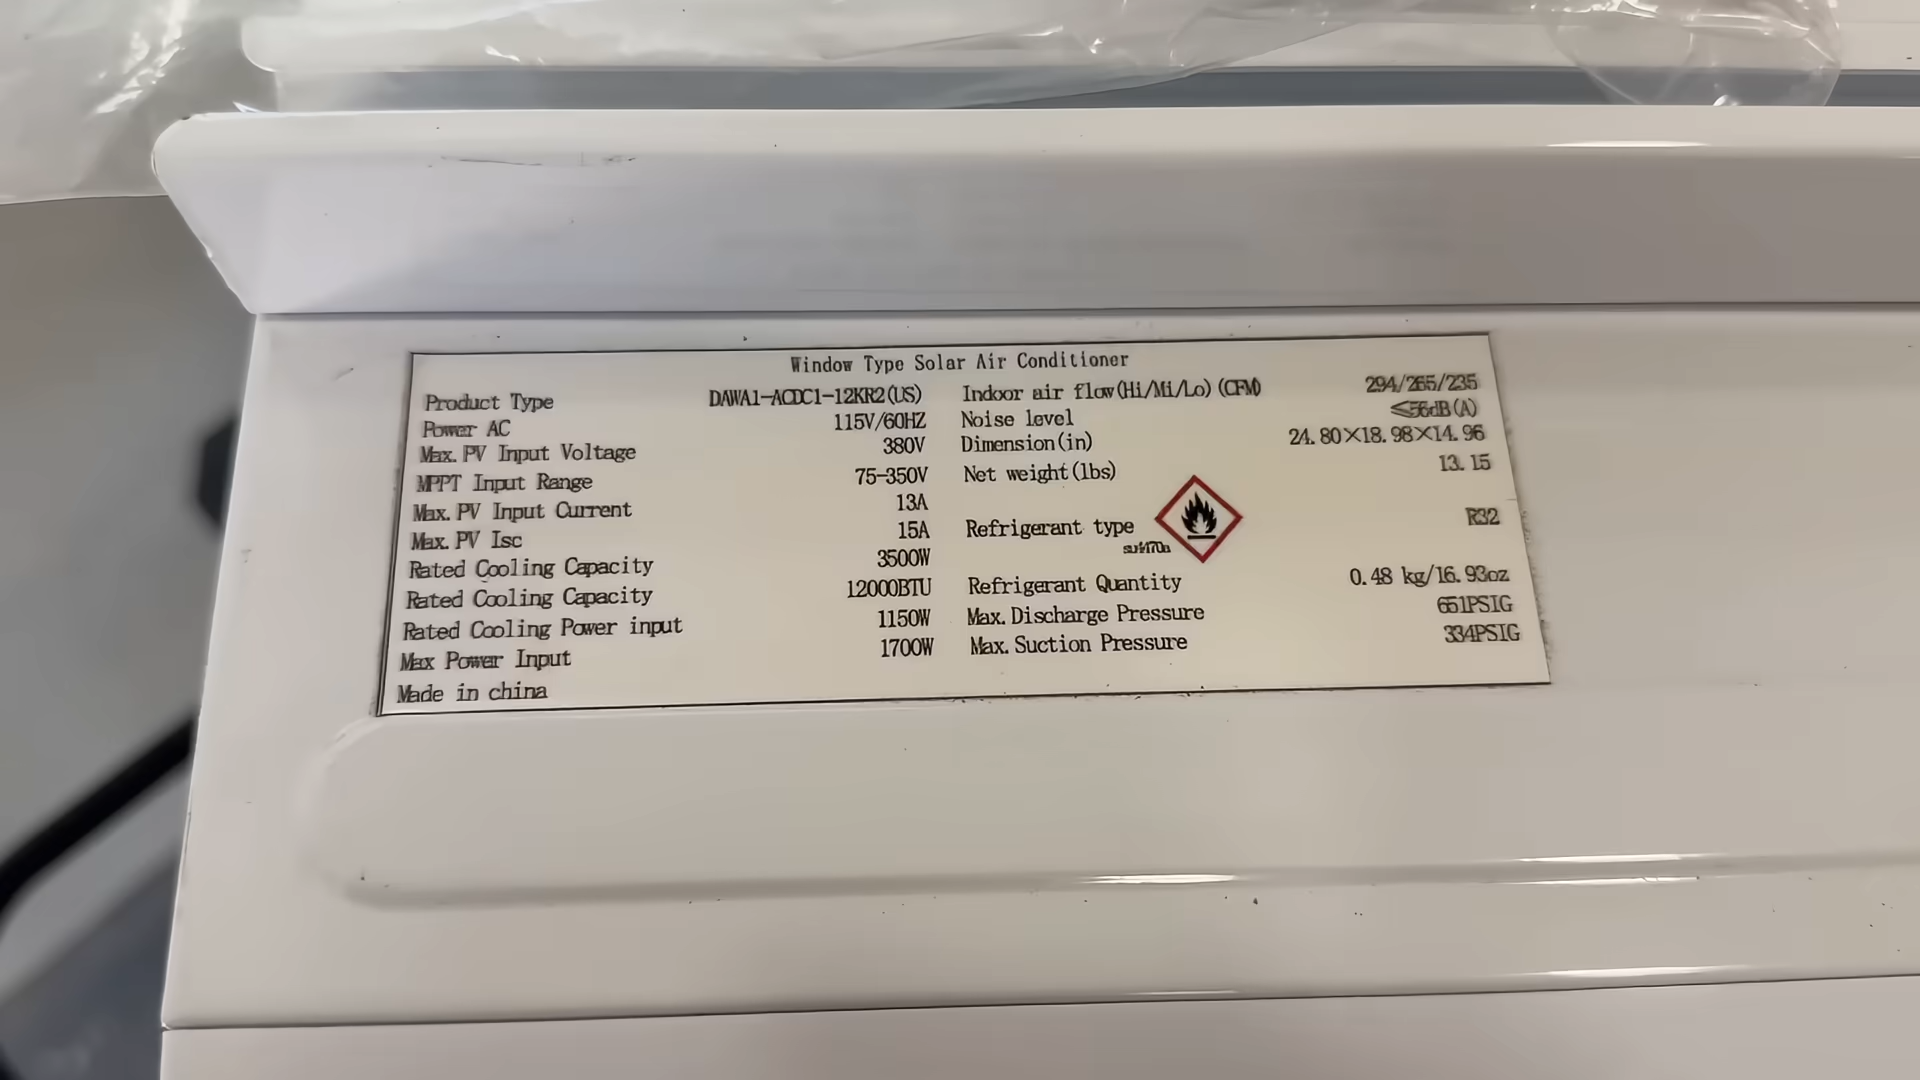 Window Type Solar Air Conditioner
Product Type DAWA1-ACDC1-12KR2(US)
Power AC 115V/60HZ
Max. PV Input Voltage 380V
MPPT Input Range 75-350V
Max. PV Input Current 13A
Max. PV Isc 15A
Rated Cooling Capacity 3500W
Rated Cooling Capacity 12000BTU
Rated Cooling Power input 1150W
Max Power Input 1700W
Made in china
Indoor air flow(Hi/Mi/Lo)(CFM) 294/265/235
Noise level ≤56dB(A)
Dimension(in) 24.80×18.98×14.96
Net weight(lbs) 13.15
Refrigerant type R32
Refrigerant Quantity 0.48 kg/16.93oz
Max. Discharge Pressure 651PSIG
Max. Suction Pressure 334PSIG